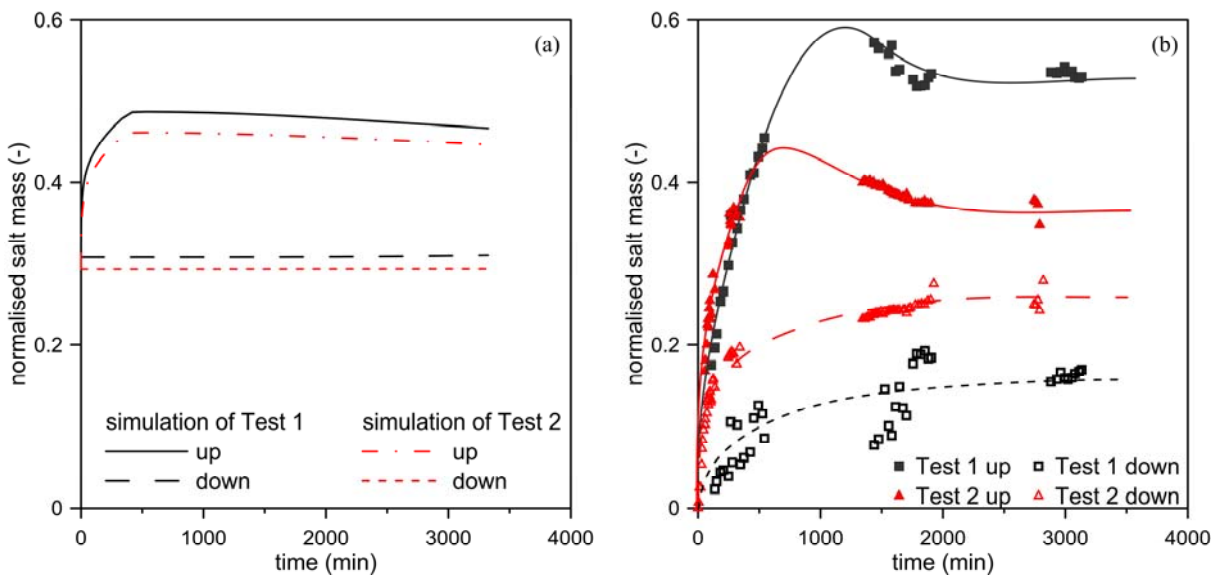 0.6
(a)
0.4
0.2
0
normalised salt mass (-)
simulation of Test 1
up
down
simulation of Test 2
up
down
0 1000 2000 3000 4000
time (min)
0.6
(b)
0.4
0.2
0
normalised salt mass (-)
Test 1 up
Test 1 down
Test 2 up
Test 2 down
0 1000 2000 3000 4000
time (min)